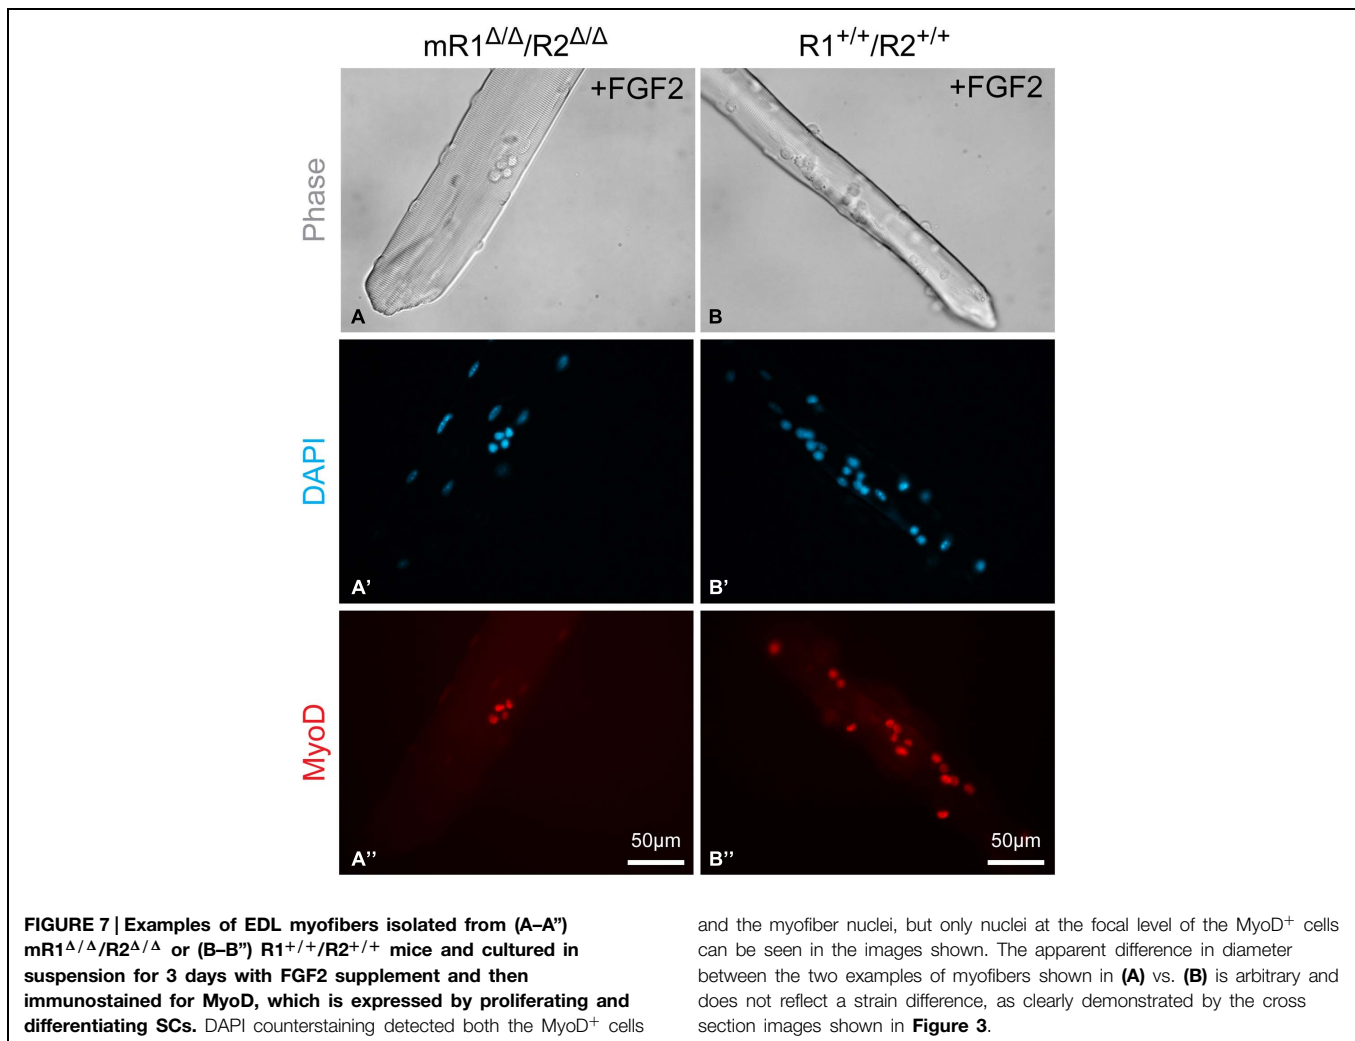 mR1^Δ/Δ/R2^Δ/Δ
R1^+/+/R2^+/+
Phase
+FGF2
A
+FGF2
B
DAPI
A'
B'
MyoD
50μm
A''
50μm
B''
FIGURE 7 | Examples of EDL myofibers isolated from (A–A”)
mR1^Δ/Δ/R2^Δ/Δ or (B–B”) R1^+/+/R2^+/+ mice and cultured in
suspension for 3 days with FGF2 supplement and then
immunostained for MyoD, which is expressed by proliferating and
differentiating SCs. DAPI counterstaining detected both the MyoD^+ cells
and the myofiber nuclei, but only nuclei at the focal level of the MyoD^+ cells
can be seen in the images shown. The apparent difference in diameter
between the two examples of myofibers shown in (A) vs. (B) is arbitrary and
does not reflect a strain difference, as clearly demonstrated by the cross
section images shown in Figure 3.